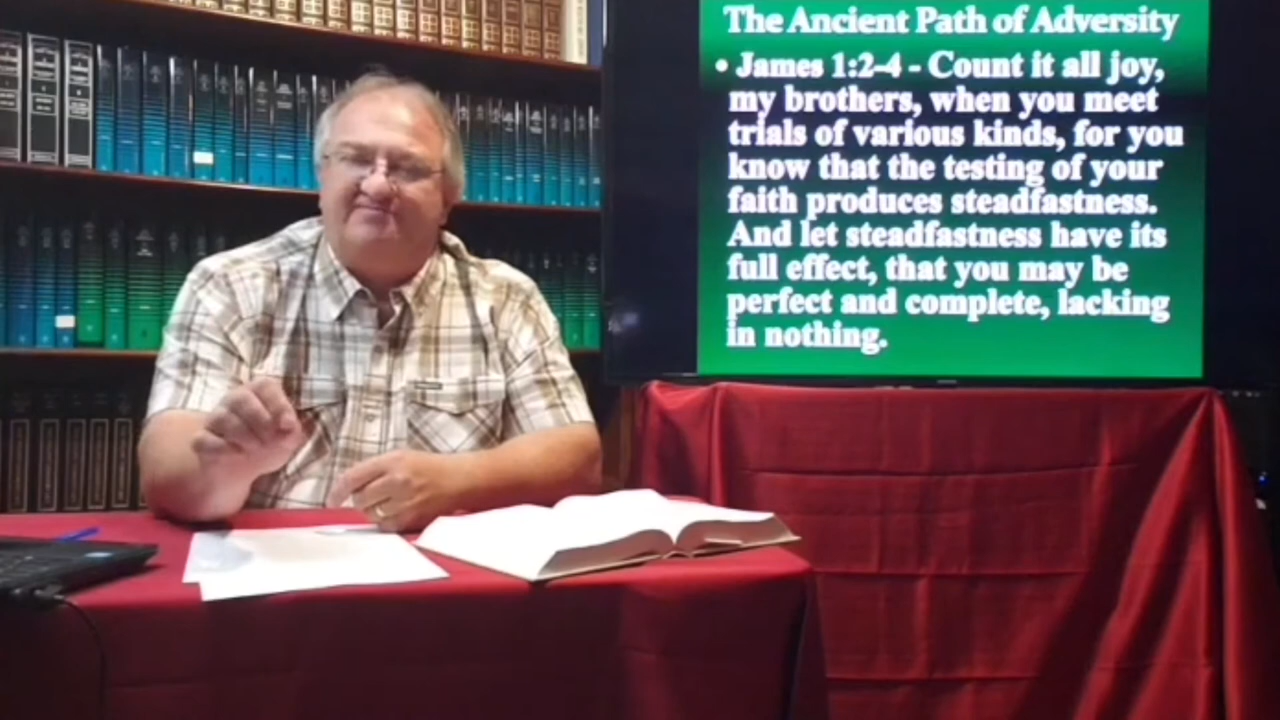 The Ancient Path of Adversity
• James 1:2-4 - Count it all joy,
my brothers, when you meet
trials of various kinds, for you
know that the testing of your
faith produces steadfastness.
And let steadfastness have its
full effect, that you may be
perfect and complete, lacking
in nothing.